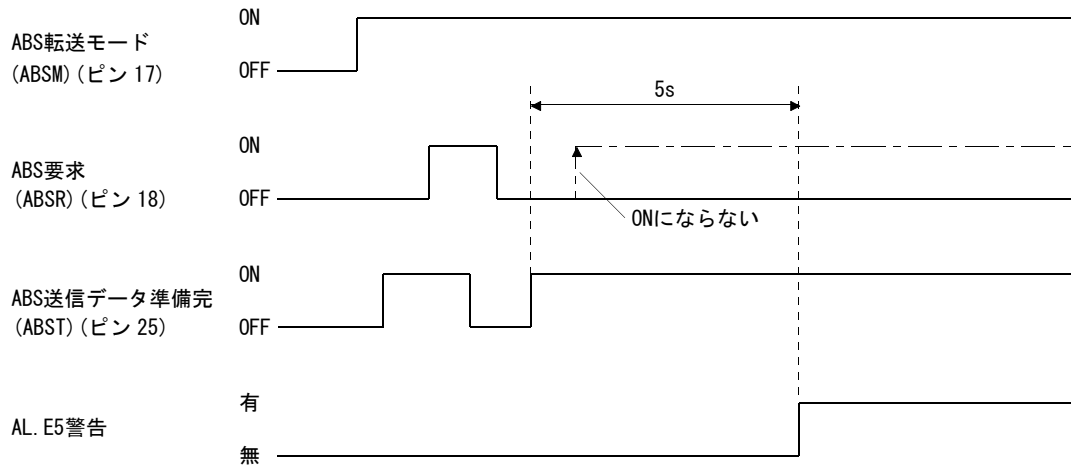 ON
ABS転送モード
(ABSM)(ピン 17)
OFF
5s
ON
ABS要求
(ABSR)(ピン 18)
OFF
ONにならない
ON
ABS送信データ準備完
(ABST)(ピン 25)
OFF
有
AL.E5警告
無